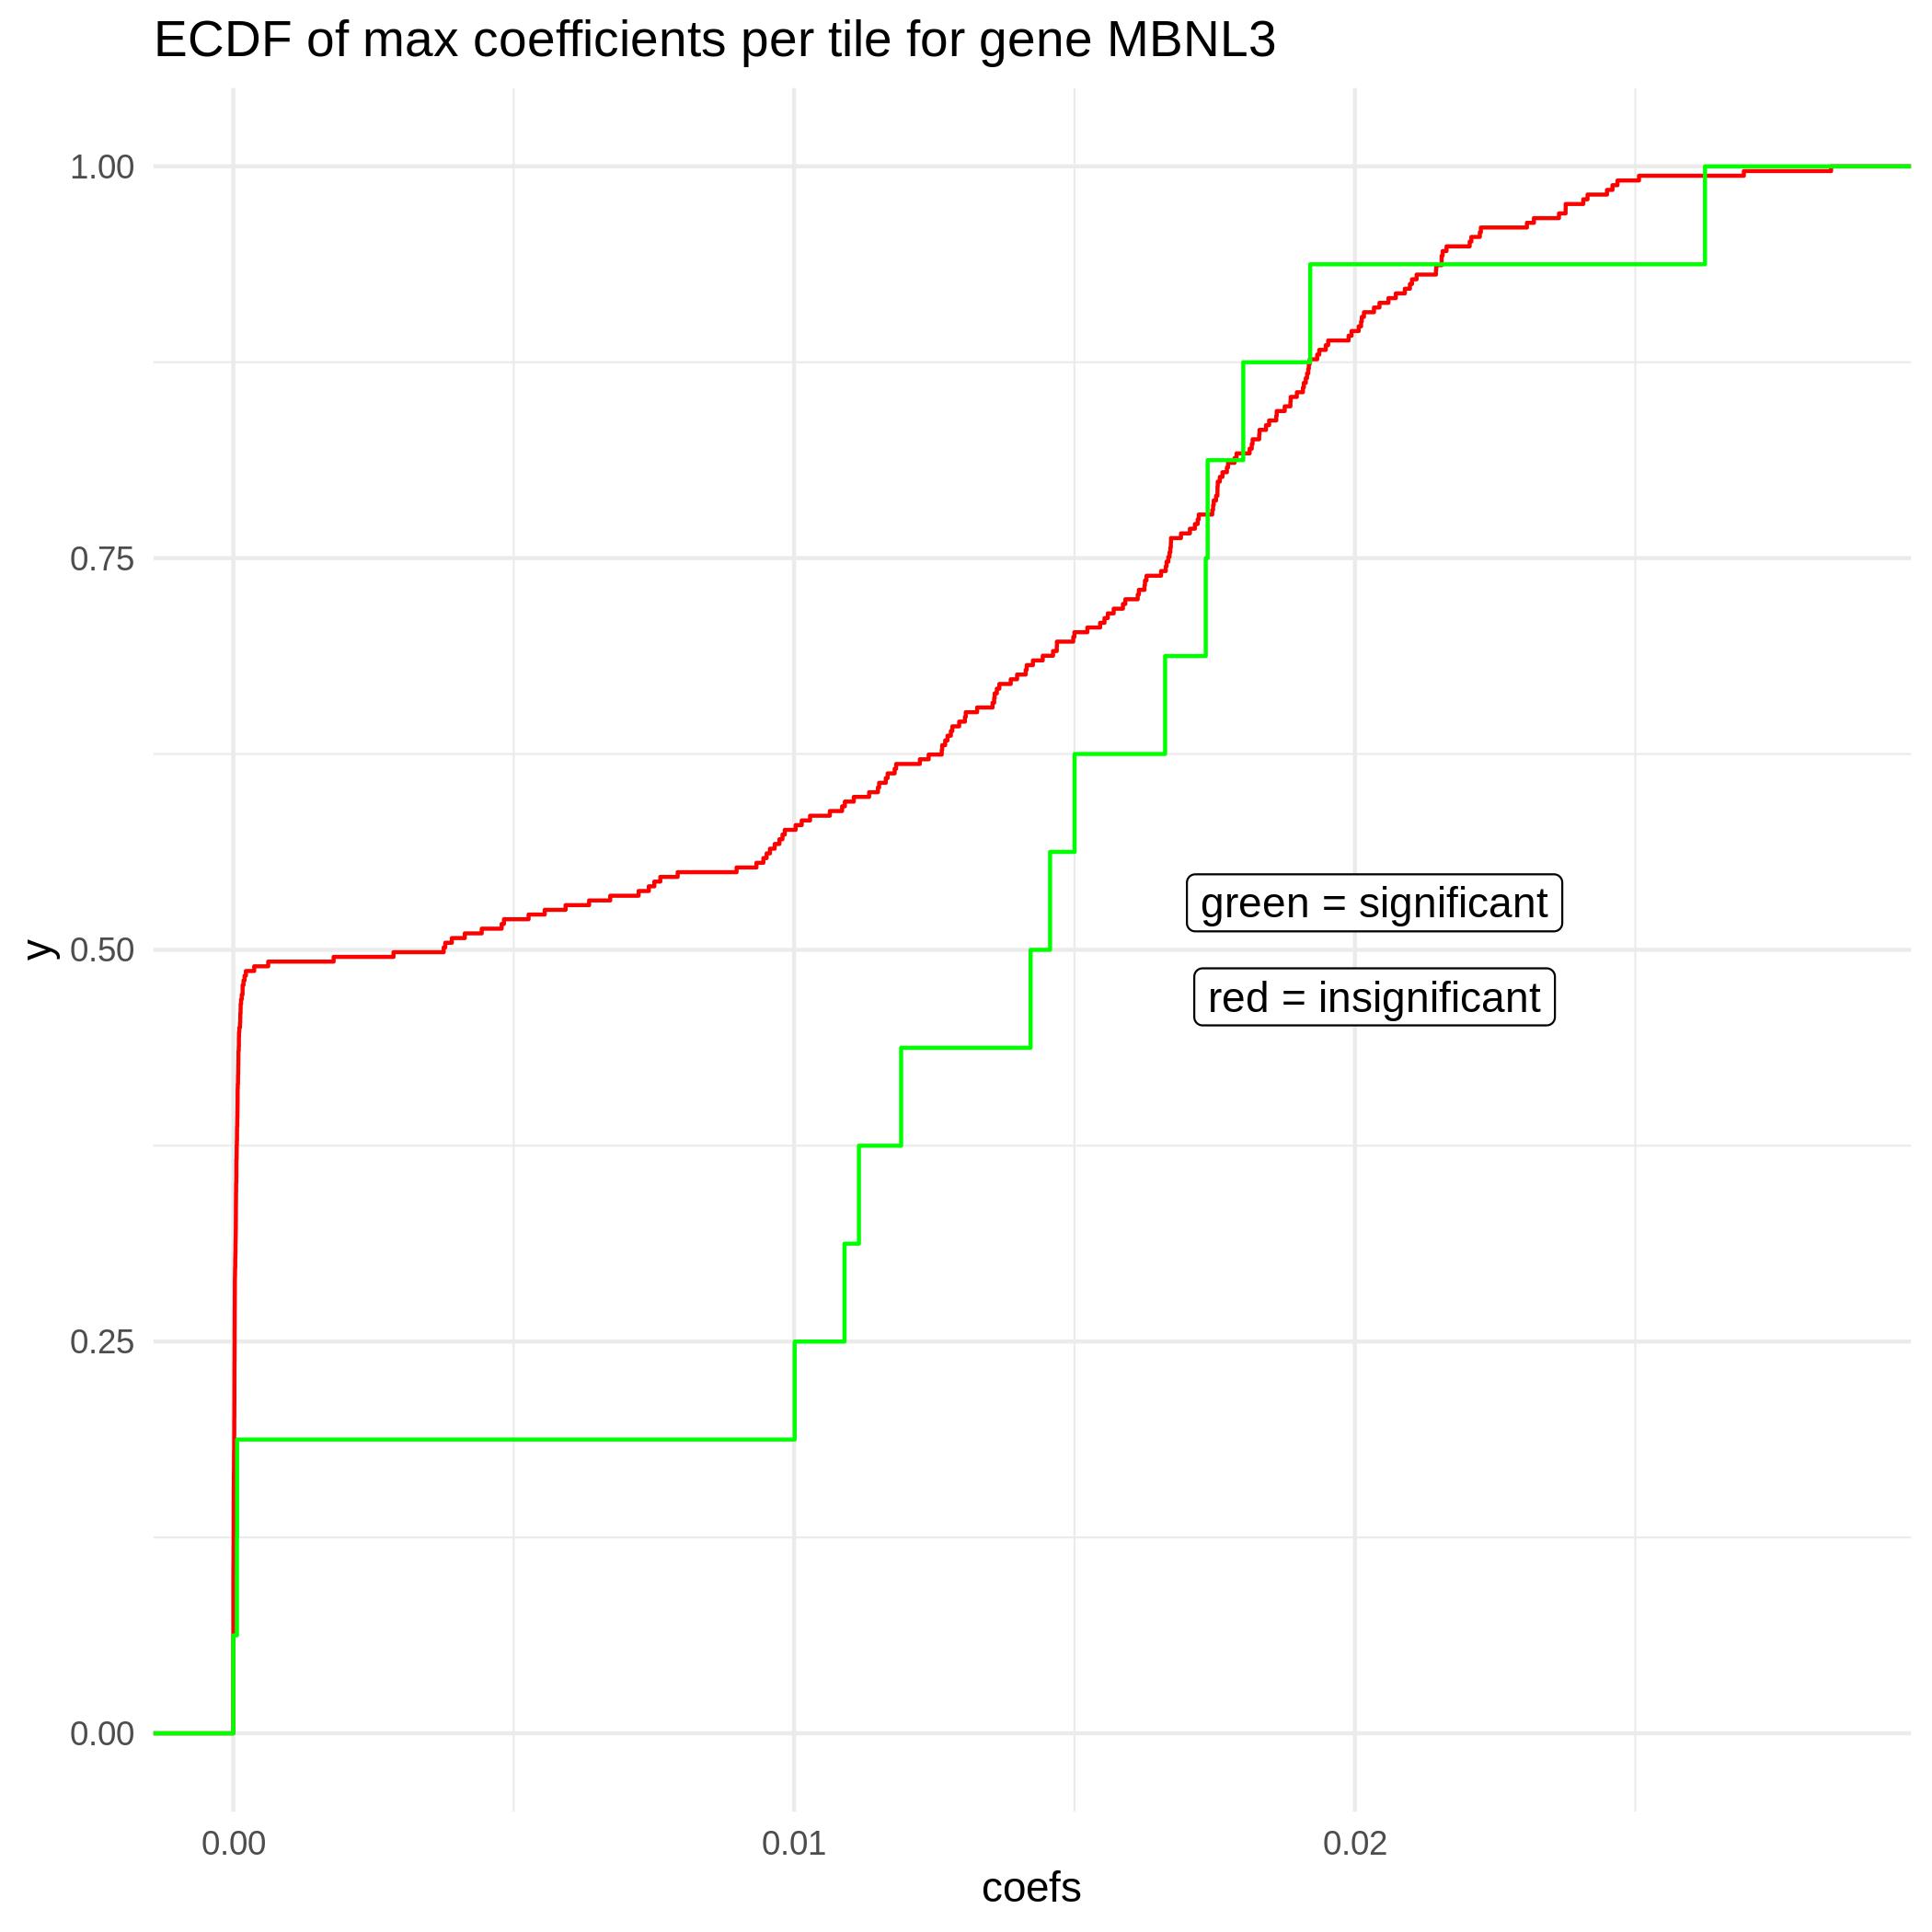 ECDF of max coefficients per tile for gene MBNL3
1.00
0.75
0.50
0.25
0.00
y
green = significant
red = insignificant
0.00
0.01
0.02
coefs